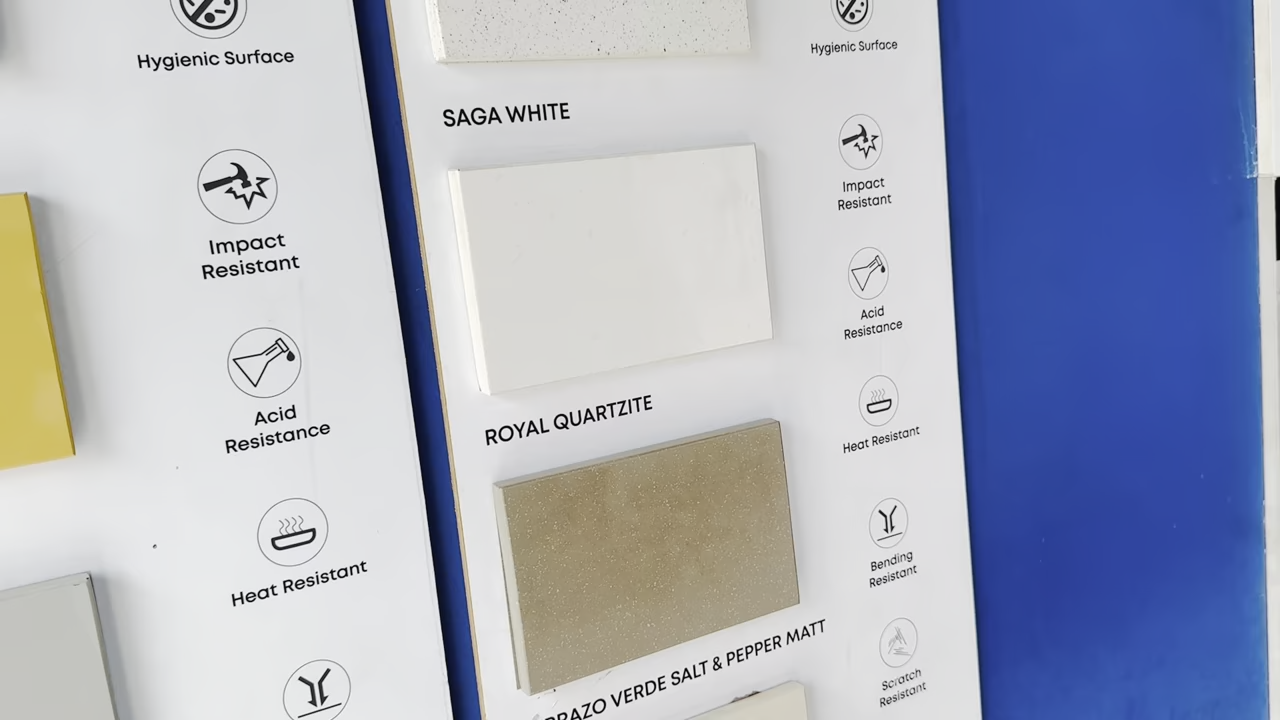 Hygienic Surface
Impact
Resistant
Acid
Resistance
Heat Resistant
SAGA WHITE
ROYAL QUARTZITE
VERDE SALT & PEPPER MATT
Hygienic Surface
Impact
Resistant
Acid
Resistance
Heat Resistant
Bending
Resistant
Scratch
Resistant